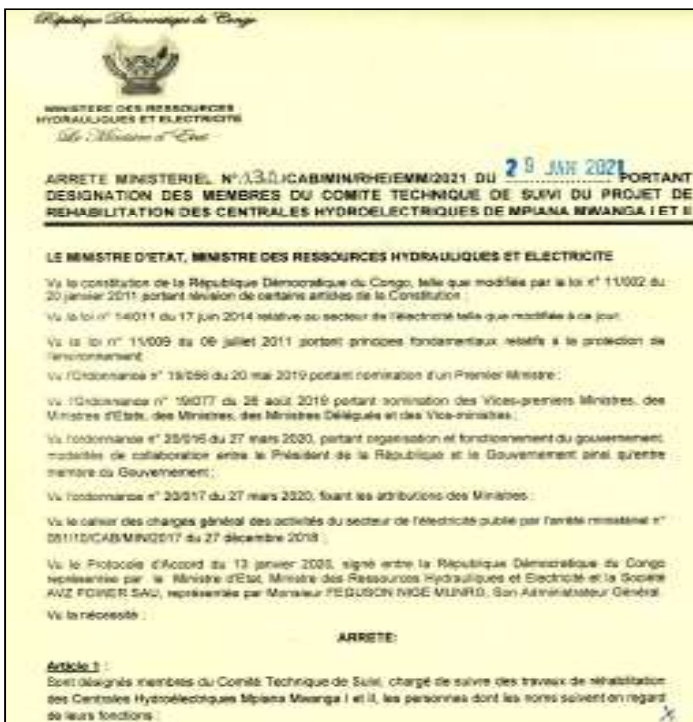 République Démocratique du Congo
MINISTERE DES RESSOURCES
HYDRAULIQUES ET ELECTRICITE
Le Ministre d'Etat
ARRETE MINISTERIEL N° /CAB/MIN/RHE/EMM/2021 DU 29 JAN 2021 PORTANT
DESIGNATION DES MEMBRES DU COMITE TECHNIQUE DE SUIVI DU PROJET DE
REHABILITATION DES CENTRALES HYDROELECTRIQUES DE MPIANA MWANGA I ET II
LE MINISTRE D'ETAT, MINISTRE DES RESSOURCES HYDRAULIQUES ET ELECTRICITE
Vu la constitution de la République Démocratique du Congo, telle que modifiée par la loi n° 11/002 du
20 janvier 2011 portant révision de certains articles de la Constitution ;
Vu la loi n° 14/011 du 17 juin 2014 relative au secteur de l'électricité telle que modifiée à ce jour;
Vu la loi n° 11/009 du 09 juillet 2011 portant principes fondamentaux relatifs à la protection de
l'environnement;
Vu l'Ordonnance n° 19/056 du 20 mai 2019 portant nomination d'un Premier Ministre ;
Vu l'Ordonnance n° 19/077 du 26 août 2019 portant nomination des Vices-premiers Ministres, des
Ministres d'Etats, des Ministres, des Ministres Délégués et des Vice-ministres ;
Vu l'ordonnance n° 20/016 du 27 mars 2020, portant organisation et fonctionnement du gouvernement,
modalités de collaboration entre le Président de la République et le Gouvernement ainsi qu'entre
membre du Gouvernement ;
Vu l'ordonnance n° 20/017 du 27 mars 2020, fixant les attributions des Ministres ;
Vu le cahier des charges général des activités du secteur de l'électricité publié par l'arrêté ministériel n°
081/10/CAB/MIN/2017 du 27 décembre 2018 ;
Vu le Protocole d'Accord du 13 janvier 2020, signé entre la République Démocratique du Congo
représentée par le Ministre d'Etat, Ministre des Ressources Hydrauliques et Electricité et la Société
AVZ POWER SAU, représentée par Monsieur FEGUSON NIGE MUNRO, Son Administrateur Général.
Vu la nécessité ;
ARRETE:
Article 1 :
Sont désignés membres du Comité Technique de Suivi, chargé de suivre des travaux de réhabilitation
des Centrales Hydroélectriques Mpiana Mwanga I et II, les personnes dont les noms suivent en regard
de leurs fonctions :